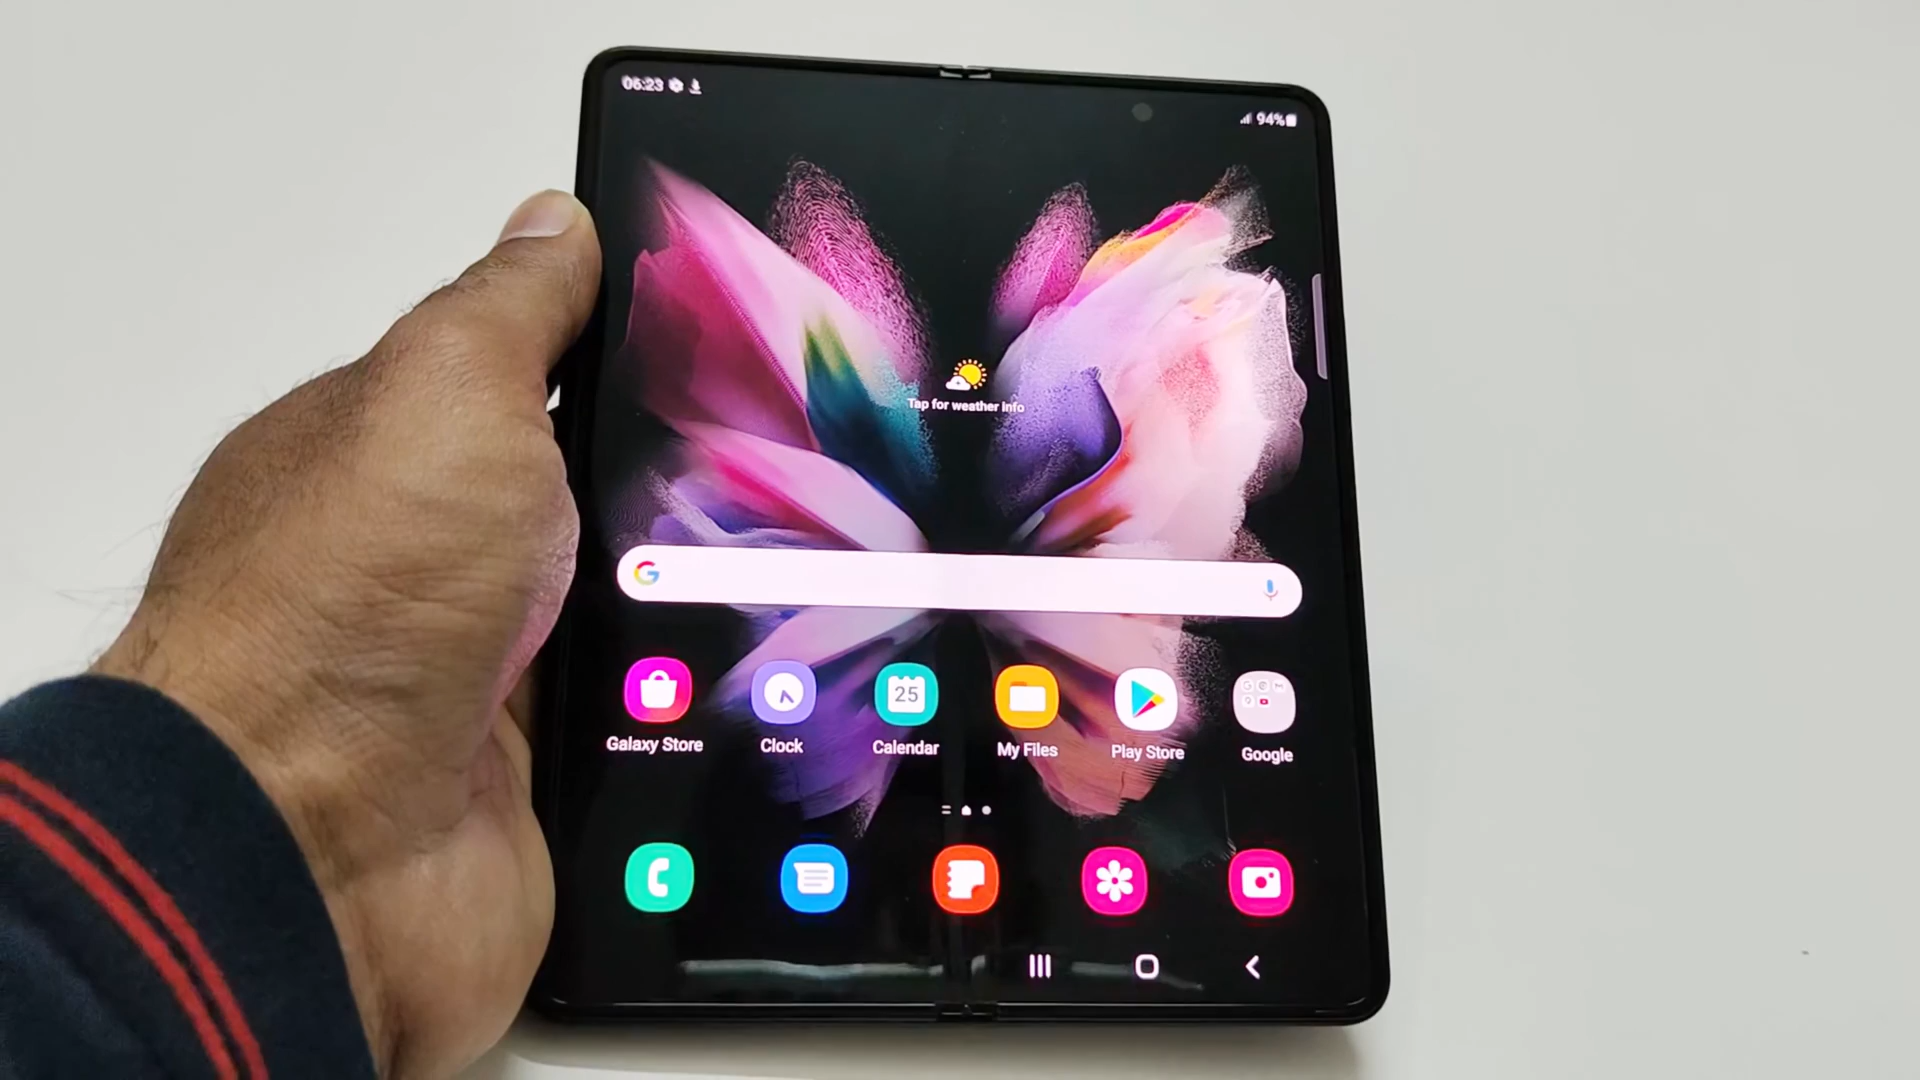 06:23
94%
Tap for weather info
G
25
Galaxy Store
Clock
Calendar
My Files
Play Store
Google